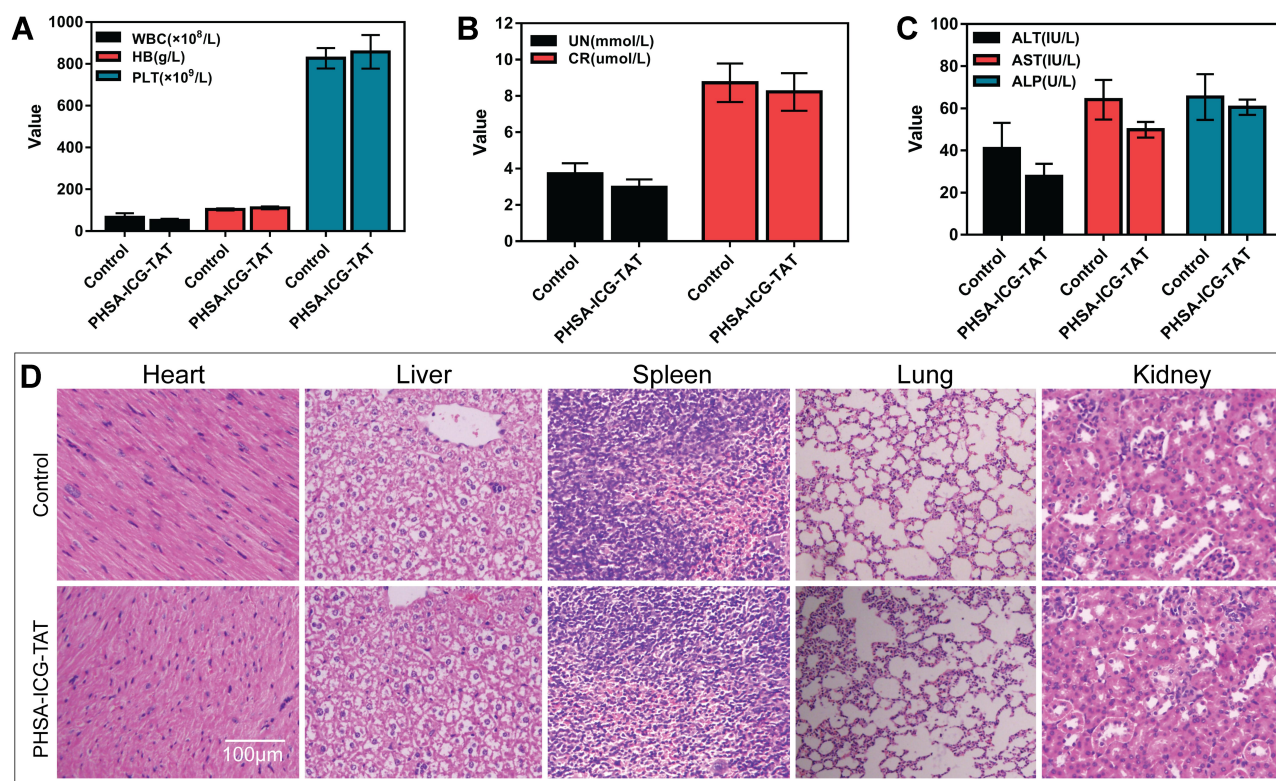 A
WBC(×10⁸/L)
HB(g/L)
PLT(×10⁹/L)
1000
800
600
400
200
0
Value
Control
PHSA-ICG-TAT
Control
PHSA-ICG-TAT
Control
PHSA-ICG-TAT
B
UN(mmol/L)
CR(umol/L)
12
10
8
6
4
2
0
Value
Control
PHSA-ICG-TAT
Control
PHSA-ICG-TAT
C
ALT(IU/L)
AST(IU/L)
ALP(U/L)
100
80
60
40
20
0
Value
Control
PHSA-ICG-TAT
Control
PHSA-ICG-TAT
Control
PHSA-ICG-TAT
D
Heart
Liver
Spleen
Lung
Kidney
Control
PHSA-ICG-TAT
100μm